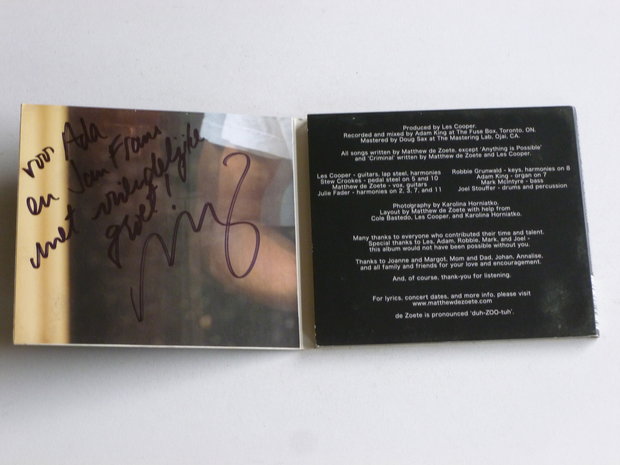 voor Ada
en Jean Frans
met vriendelijke
groet
Produced by Les Cooper.
Recorded and mixed by Adam King at The Fuse Box, Toronto, ON.
Mastered by Doug Sax at The Mastering Lab, Ojai, CA.
All songs written by Matthew de Zoete, except 'Anything is Possible'
and 'Criminal' written by Matthew de Zoete and Les Cooper.
Les Cooper - guitars, lap steel, harmonies
Stew Crookes - pedal steel on 5 and 10
Matthew de Zoete - vox, guitars
Julie Fader - harmonies on 2, 3, 7, and 11
Robbie Grunwald - keys, harmonies on 8
Adam King - organ on 7
Mark McIntyre - bass
Joel Stouffer - drums and percussion
Photography by Karolina Horniatko.
Layout by Matthew de Zoete with help from
Cole Bastedo, Les Cooper, and Karolina Horniatko.
Many thanks to everyone who contributed their time and talent.
Special thanks to Les, Adam, Robbie, Mark, and Joel -
this album would not have been possible without you.
Thanks to Joanne and Margot, Mom and Dad, Johan, Annalise,
and all family and friends for your love and encouragement.
And, of course, thank-you for listening.
For lyrics, concert dates, and more info, please visit
www.matthewdezoete.com
de Zoete is pronounced 'duh-ZOO-tuh'.